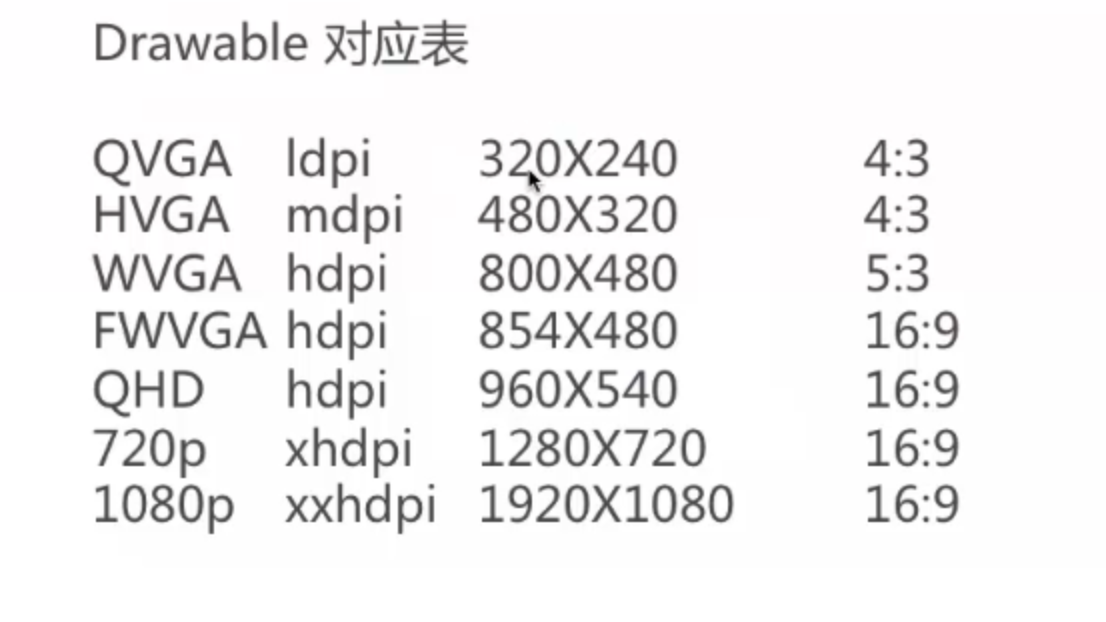 Drawable 对应表
QVGA ldpi 320X240 4:3
HVGA mdpi 480X320 4:3
WVGA hdpi 800X480 5:3
FWVGA hdpi 854X480 16:9
QHD hdpi 960X540 16:9
720p xhdpi 1280X720 16:9
1080p xxhdpi 1920X1080 16:9